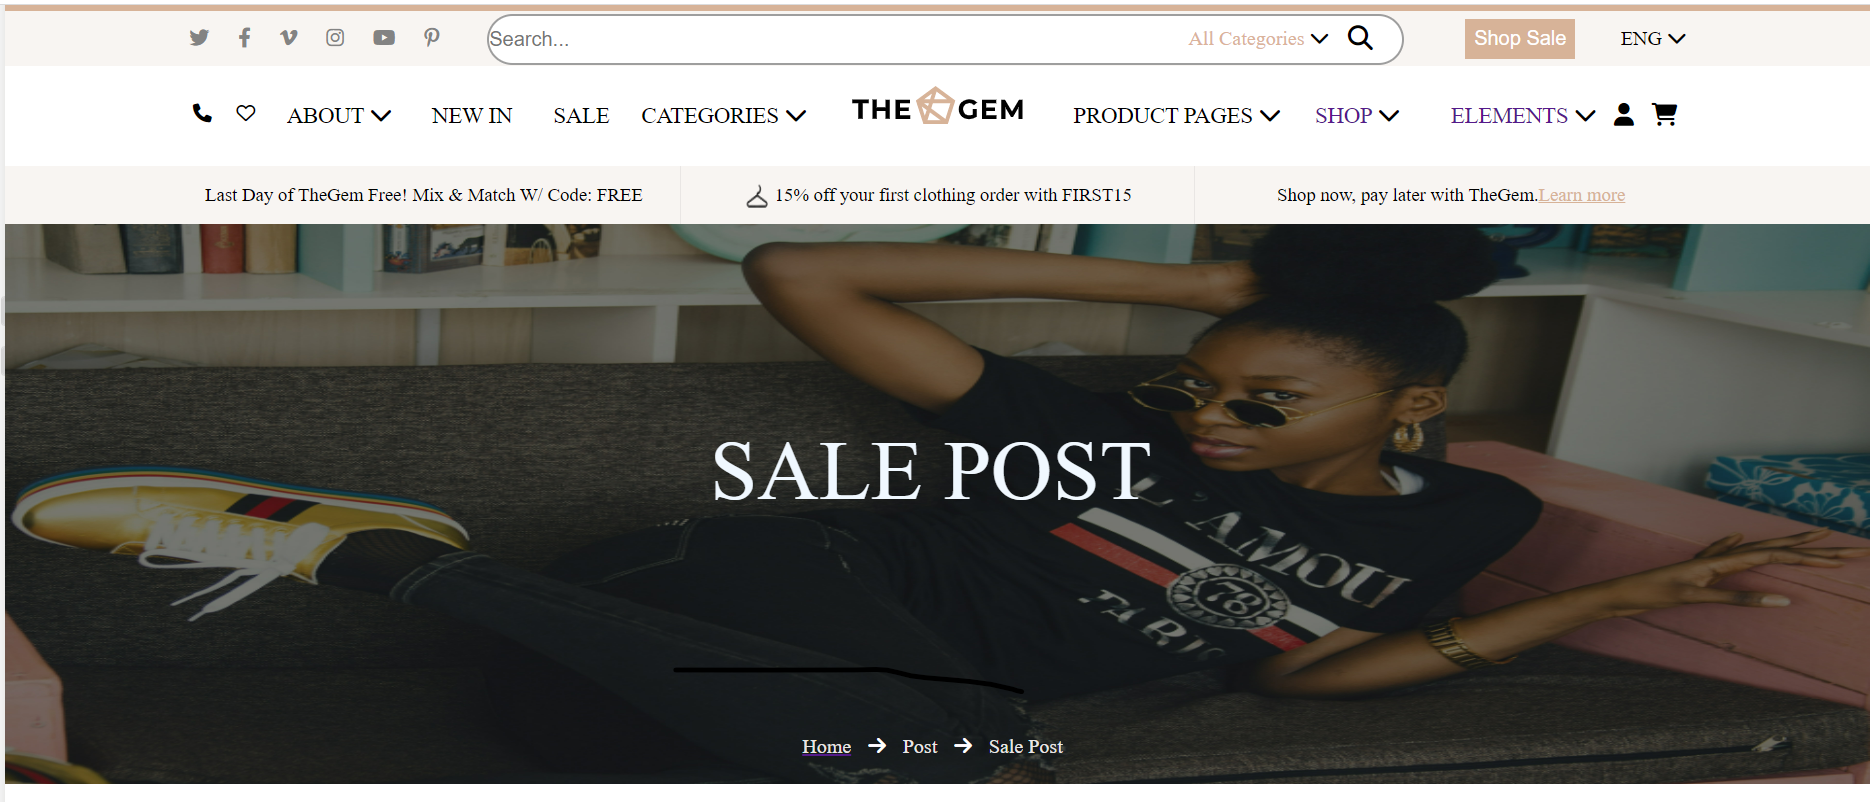 Search... All Categories Shop Sale ENG
ABOUT NEW IN SALE CATEGORIES THE GEM PRODUCT PAGES SHOP ELEMENTS
Last Day of TheGem Free! Mix & Match W/ Code: FREE
15% off your first clothing order with FIRST15
Shop now, pay later with TheGem.Learn more
SALE POST
L'AMOU
78
PARIS
Home → Post → Sale Post